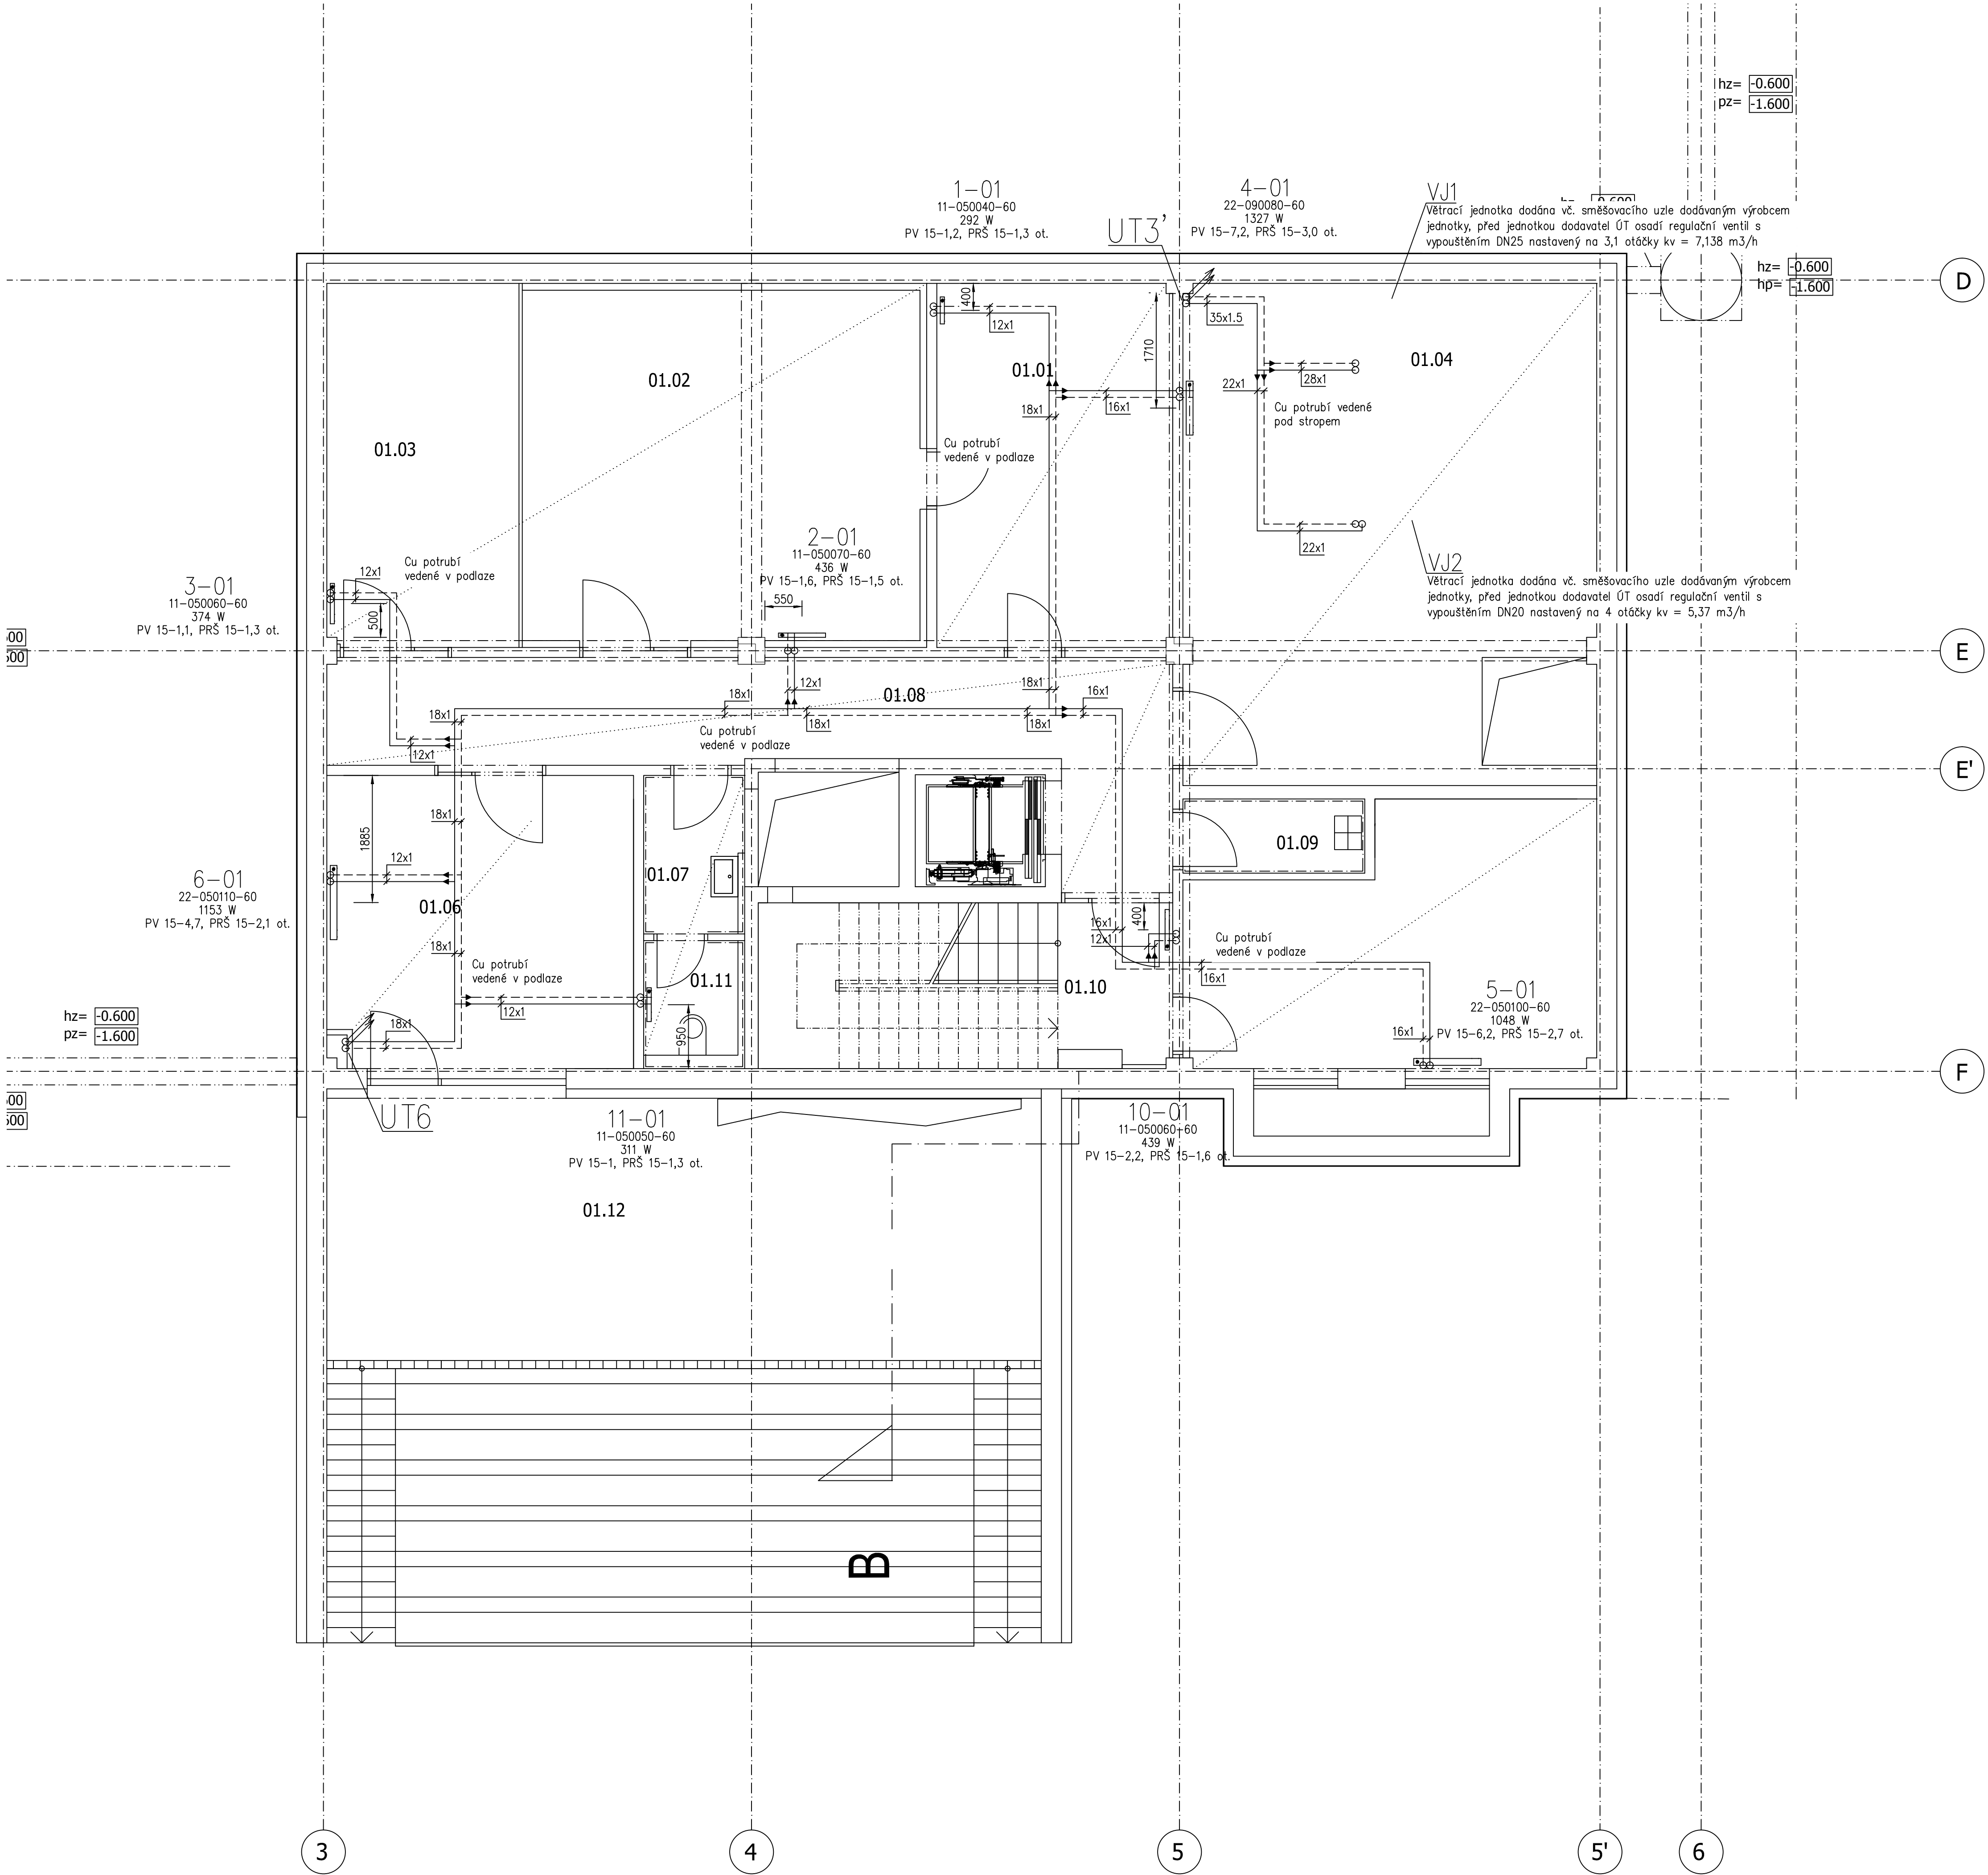 hz= -0.600
pz= -1.600
1-01
11-050040-60
292 W
PV 15-1,2, PRŠ 15-1,3 ot.
UT3'
4-01
22-090080-60
1327 W
PV 15-7,2, PRŠ 15-3,0 ot.
VJ1
Větrací jednotka dodána vč. směšovacího uzle dodávaným výrobcem
jednotky, před jednotkou dodavatel ÚT osadí regulační ventil s
vypouštěním DN25 nastavený na 3,1 otáčky kv = 7,138 m3/h
hz= -0.600
hp= -1.600
D
400
12x1
35x1.5
1710
01.01
01.02
01.03
01.04
28x1
22x1
18x1
16x1
Cu potrubí vedené
pod stropem
Cu potrubí
vedené v podlaze
22x1
VJ2
Větrací jednotka dodána vč. směšovacího uzle dodávaným výrobcem
jednotky, před jednotkou dodavatel ÚT osadí regulační ventil s
vypouštěním DN20 nastavený na 4 otáčky kv = 5,37 m3/h
2-01
11-050070-60
436 W
PV 15-1,6, PRŠ 15-1,5 ot.
550
3-01
11-050060-60
374 W
PV 15-1,1, PRŠ 15-1,3 ot.
12x1
500
Cu potrubí
vedené v podlaze
E
12x1
18x1
01.08
18x1
16x1
18x1
18x1
18x1
12x1
Cu potrubí
vedené v podlaze
E'
1885
18x1
12x1
01.06
01.07
01.09
6-01
22-050110-60
1153 W
PV 15-4,7, PRŠ 15-2,1 ot.
18x1
16x1
12x1
400
Cu potrubí
vedené v podlaze
Cu potrubí
vedené v podlaze
16x1
12x1
01.11
01.10
950
18x1
5-01
22-050100-60
1048 W
PV 15-6,2, PRŠ 15-2,7 ot.
16x1
hz= -0.600
pz= -1.600
F
UT6
11-01
11-050050-60
311 W
PV 15-1, PRŠ 15-1,3 ot.
10-01
11-050060-60
439 W
PV 15-2,2, PRŠ 15-1,6 ot.
01.12
B
3
4
5
5'
6